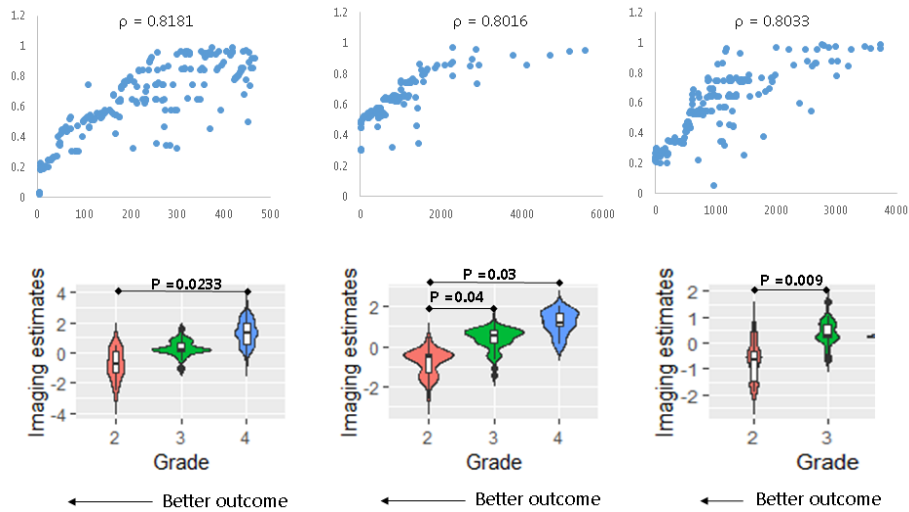 ρ = 0.8181
1.2
1
0.8
0.6
0.4
0.2
0
0 100 200 300 400 500
ρ = 0.8016
1.2
1
0.8
0.6
0.4
0.2
0
0 2000 4000 6000
ρ = 0.8033
1.2
1
0.8
0.6
0.4
0.2
0
0 1000 2000 3000 4000
Imaging estimates
P = 0.0233
4
2
0
-2
-4
2 3 4
Grade
Better outcome
Imaging estimates
P = 0.03
P = 0.04
2
0
-2
2 3 4
Grade
Better outcome
Imaging estimates
P = 0.009
2
1
0
-1
-2
2 3
Grade
Better outcome